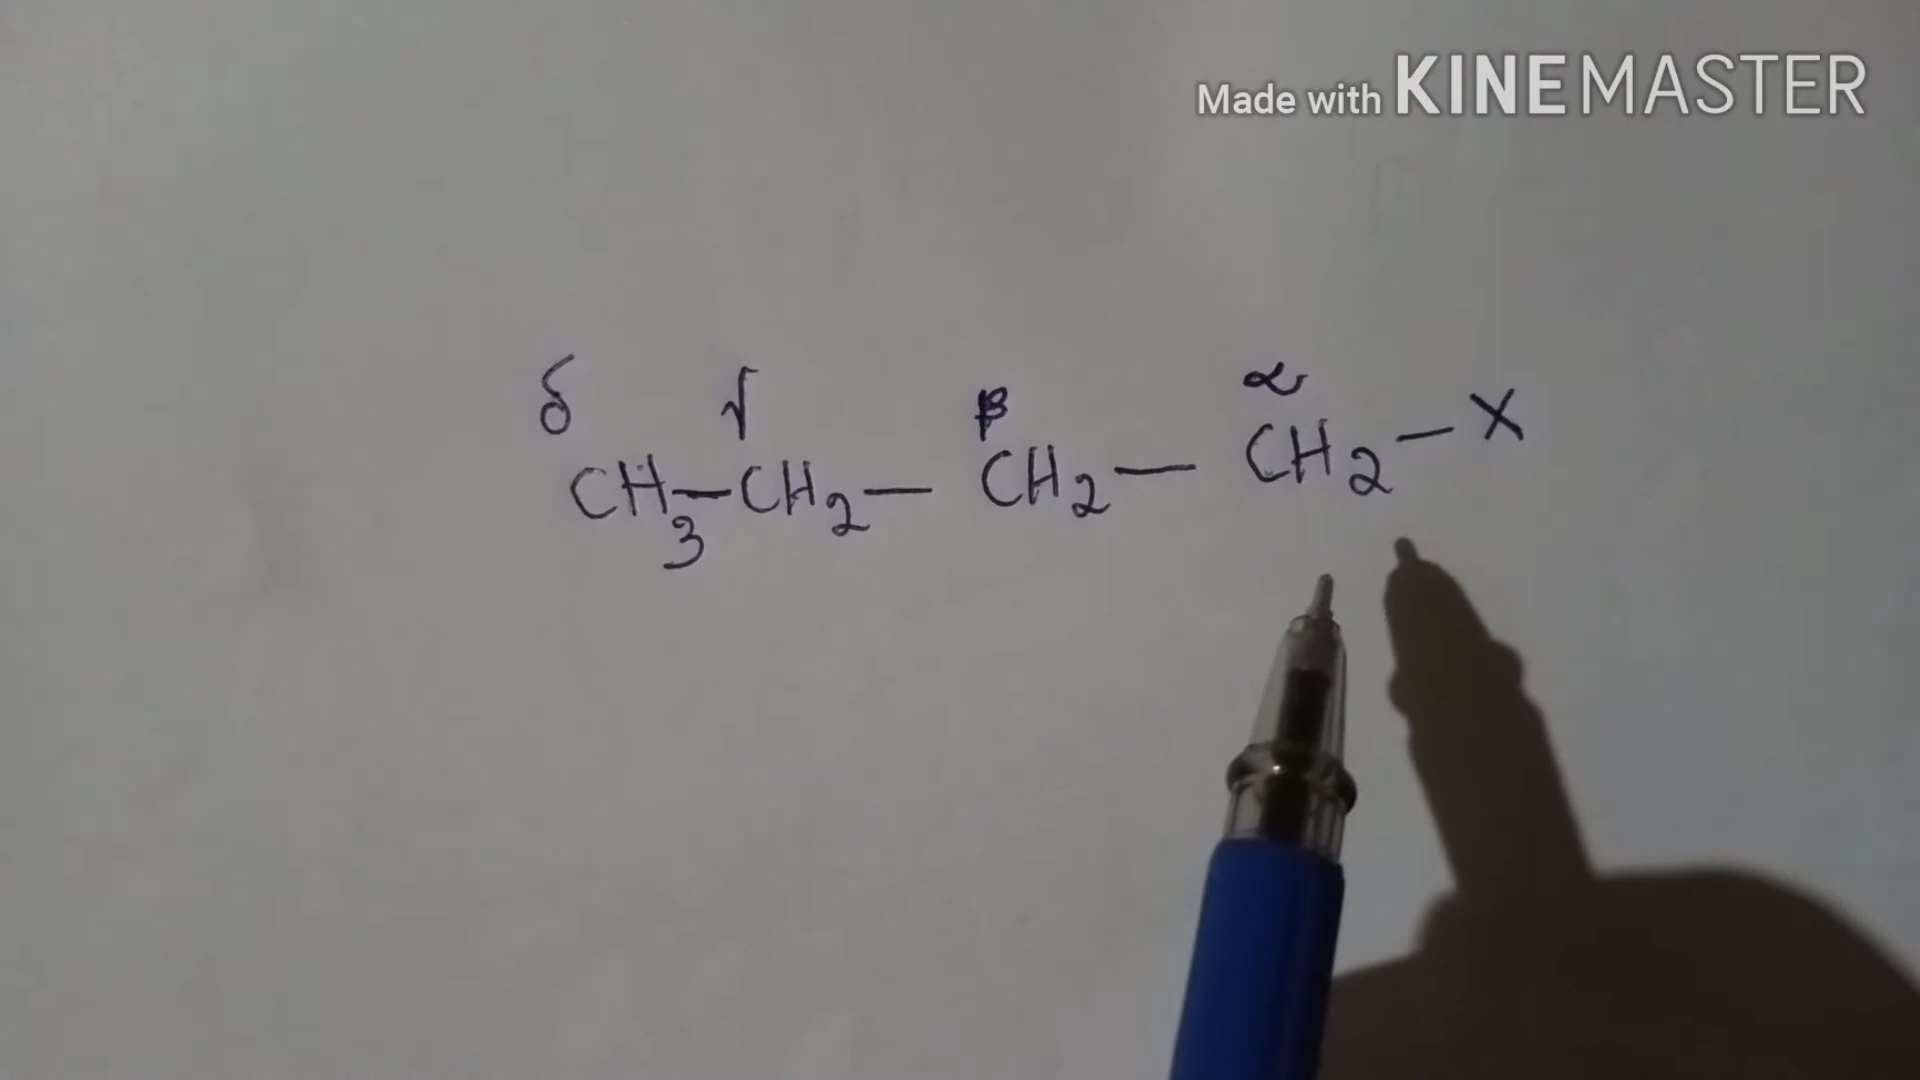 Made with KINEMASTER
δ γ β α
CH₃—CH₂—CH₂—CH₂—X